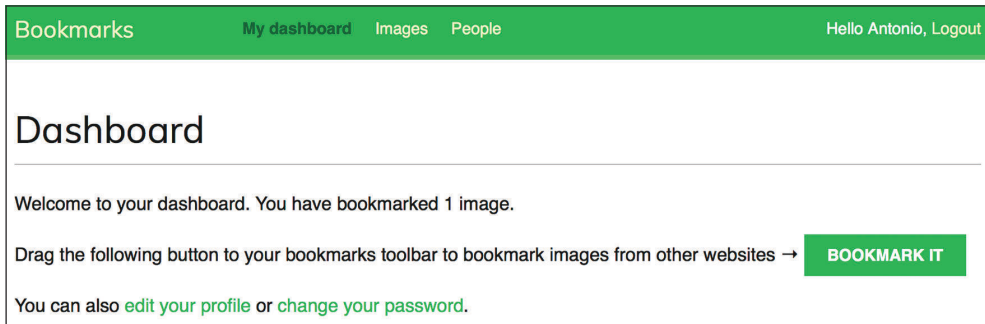 Bookmarks My dashboard Images People Hello Antonio, Logout
Dashboard
Welcome to your dashboard. You have bookmarked 1 image.
Drag the following button to your bookmarks toolbar to bookmark images from other websites → BOOKMARK IT
You can also edit your profile or change your password.